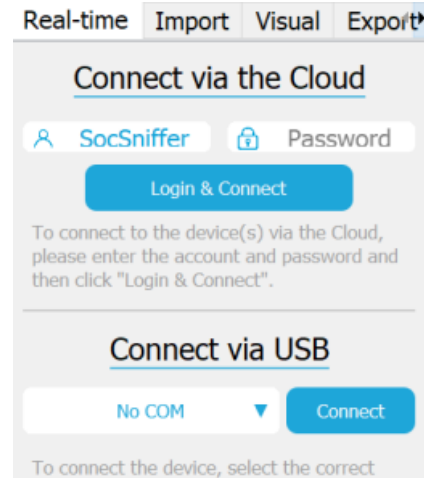 Real-time Import Visual Export
Connect via the Cloud
SocSniffer Password
Login & Connect
To connect to the device(s) via the Cloud,
please enter the account and password and
then click "Login & Connect".
Connect via USB
No COM Connect
To connect the device, select the correct